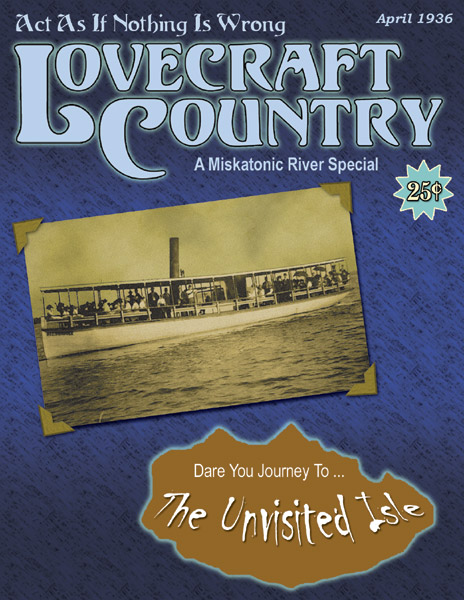 Act As If Nothing Is Wrong
April 1936
Lovecraft
Country
A Miskatonic River Special
25¢
Dare You Journey To ...
The Unvisited Isle